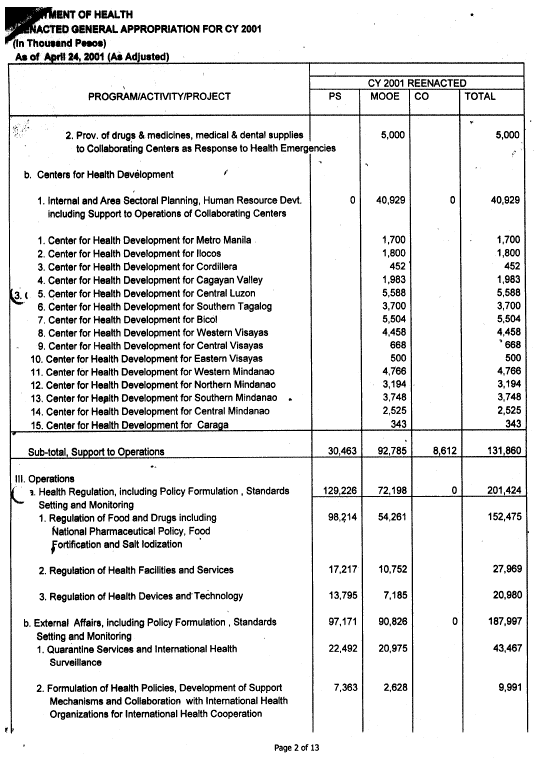 MENT OF HEALTH
ENACTED GENERAL APPROPRIATION FOR CY 2001
(In Thousand Pesos)
As of April 24, 2001 (As Adjusted)
CY 2001 REENACTED
PROGRAM/ACTIVITY/PROJECT PS MOOE CO TOTAL
2. Prov. of drugs & medicines, medical & dental supplies 5,000 5,000
to Collaborating Centers as Response to Health Emergencies
b. Centers for Health Development
1. Internal and Area Sectoral Planning, Human Resource Devt. 0 40,929 0 40,929
including Support to Operations of Collaborating Centers
1. Center for Health Development for Metro Manila 1,700 1,700
2. Center for Health Development for Ilocos 1,800 1,800
3. Center for Health Development for Cordillera 452 452
4. Center for Health Development for Cagayan Valley 1,983 1,983
3. 5. Center for Health Development for Central Luzon 5,588 5,588
6. Center for Health Development for Southern Tagalog 3,700 3,700
7. Center for Health Development for Bicol 5,504 5,504
8. Center for Health Development for Western Visayas 4,458 4,458
9. Center for Health Development for Central Visayas 668 668
10. Center for Health Development for Eastern Visayas 500 500
11. Center for Health Development for Western Mindanao 4,766 4,766
12. Center for Health Development for Northern Mindanao 3,194 3,194
13. Center for Health Development for Southern Mindanao 3,748 3,748
14. Center for Health Development for Central Mindanao 2,525 2,525
15. Center for Health Development for Caraga 343 343
Sub-total, Support to Operations 30,463 92,785 8,612 131,860
III. Operations
a. Health Regulation, including Policy Formulation , Standards 129,226 72,198 0 201,424
Setting and Monitoring
1. Regulation of Food and Drugs including 98,214 54,261 152,475
National Pharmaceutical Policy, Food
Fortification and Salt Iodization
2. Regulation of Health Facilities and Services 17,217 10,752 27,969
3. Regulation of Health Devices and Technology 13,795 7,185 20,980
b. External Affairs, including Policy Formulation , Standards 97,171 90,826 0 187,997
Setting and Monitoring
1. Quarantine Services and International Health 22,492 20,975 43,467
Surveillance
2. Formulation of Health Policies, Development of Support 7,363 2,628 9,991
Mechanisms and Collaboration with International Health
Organizations for International Health Cooperation
Page 2 of 13